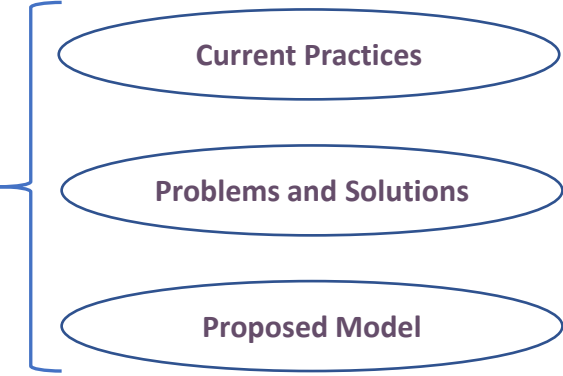 Current Practices
Problems and Solutions
Proposed Model